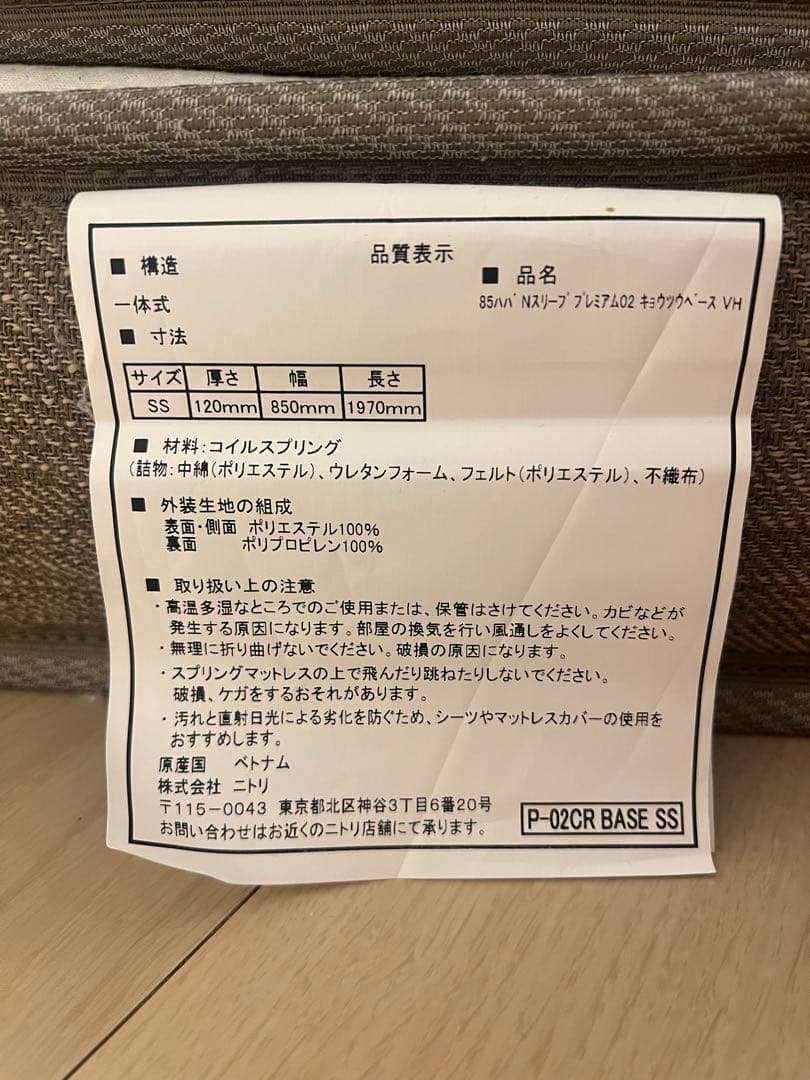 品質表示
■ 構造
一体式
■ 品名
85ハバ Nスリープ プレミアム02 キョウツウベース VH
■ 寸法
サイズ 厚さ 幅 長さ
SS 120mm 850mm 1970mm
■ 材料:コイルスプリング
(詰物:中綿(ポリエステル)、ウレタンフォーム、フェルト(ポリエステル)、不織布)
■ 外装生地の組成
表面・側面 ポリエステル100%
裏面 ポリプロピレン100%
■ 取り扱い上の注意
・高温多湿なところでのご使用または、保管はさけてください。カビなどが
発生する原因になります。部屋の換気を行い風通しをよくしてください。
・無理に折り曲げないでください。破損の原因になります。
・スプリングマットレスの上で飛んだり跳ねたりしないでください。
破損、ケガをするおそれがあります。
・汚れと直射日光による劣化を防ぐため、シーツやマットレスカバーの使用を
おすすめします。
原産国 ベトナム
株式会社 ニトリ
〒115-0043 東京都北区神谷3丁目6番20号
お問い合わせはお近くのニトリ店舗にて承ります。
P-02CR BASE SS